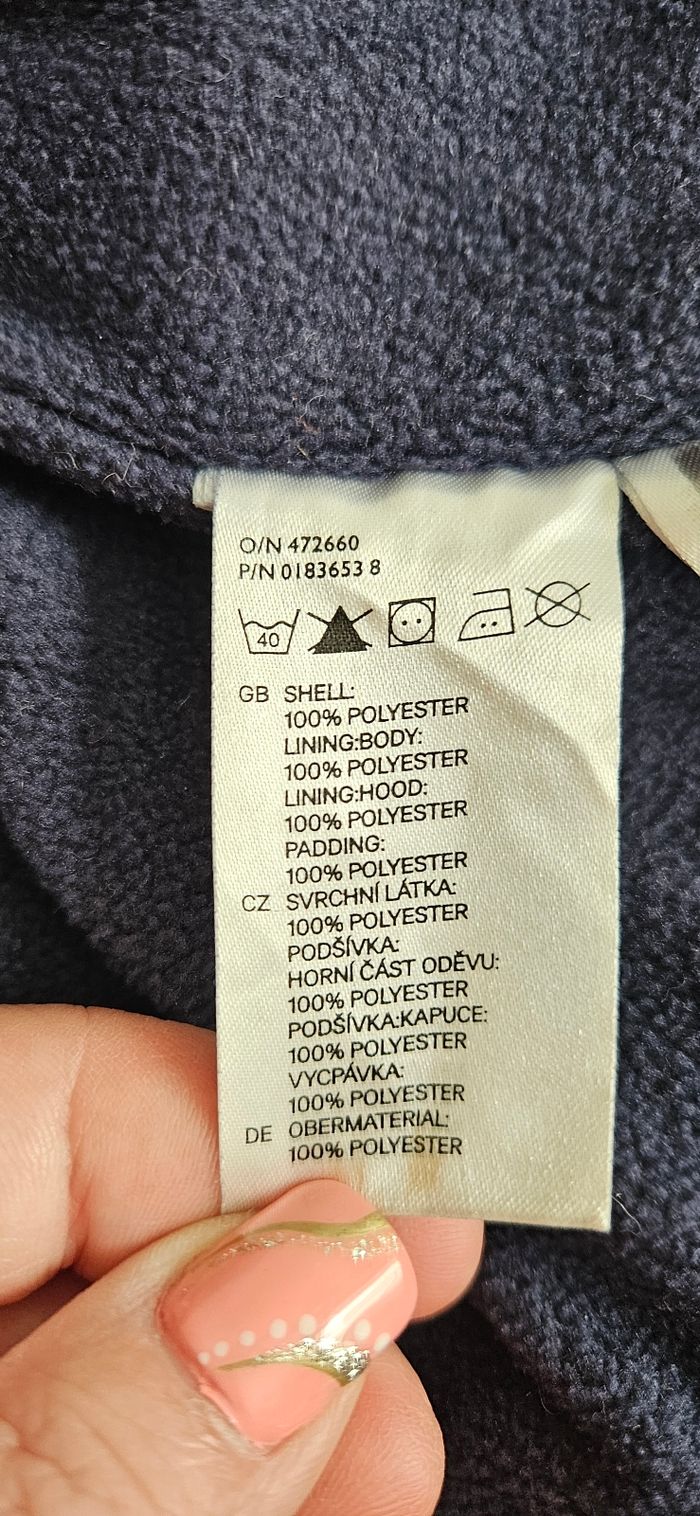 O/N 472660
P/N 0183653 8
40
GB SHELL:
100% POLYESTER
LINING:BODY:
100% POLYESTER
LINING:HOOD:
100% POLYESTER
PADDING:
100% POLYESTER
CZ SVRCHNÍ LÁTKA:
100% POLYESTER
PODŠÍVKA:
HORNÍ ČÁST ODĚVU:
100% POLYESTER
PODŠÍVKA:KAPUCE:
100% POLYESTER
VYCPÁVKA:
100% POLYESTER
DE OBERMATERIAL:
100% POLYESTER